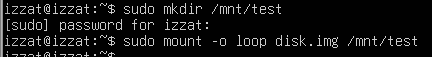 izzat@izzat:~$ sudo mkdir /mnt/test
[sudo] password for izzat:
izzat@izzat:~$ sudo mount -o loop disk.img /mnt/test